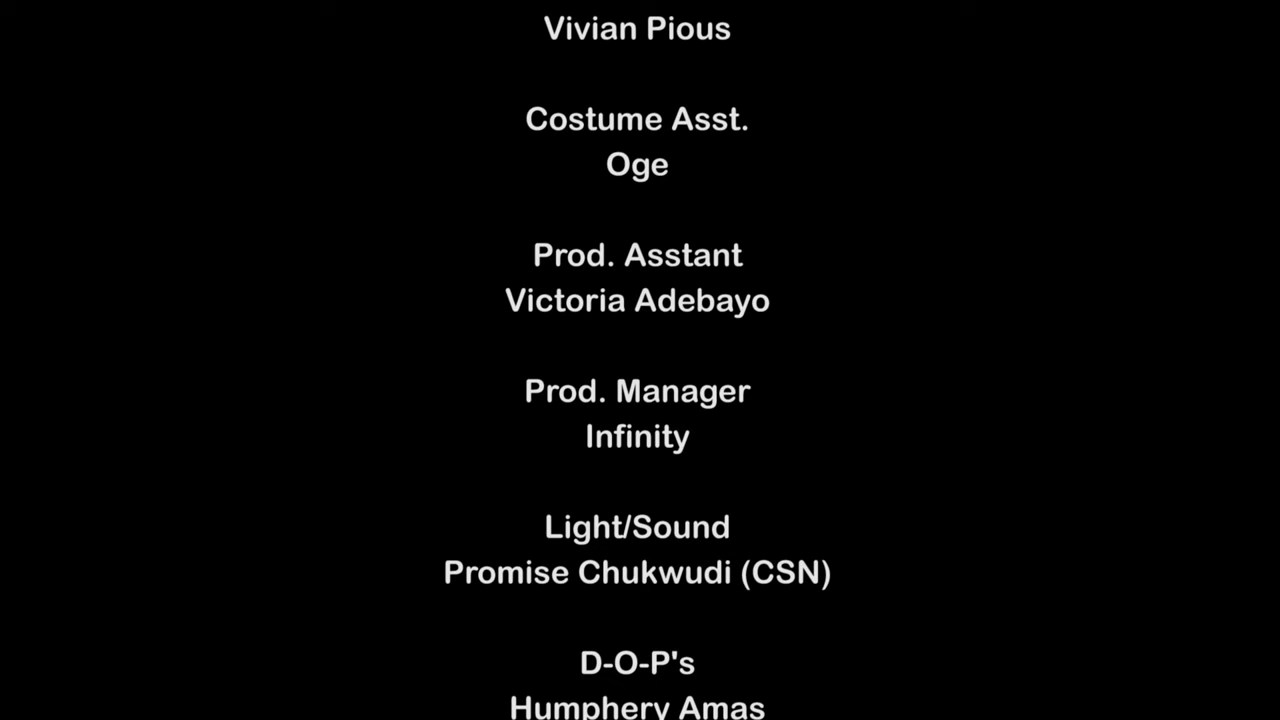 Vivian Pious
Costume Asst.
Oge
Prod. Asstant
Victoria Adebayo
Prod. Manager
Infinity
Light/Sound
Promise Chukwudi (CSN)
D-O-P's
Humphery Amas